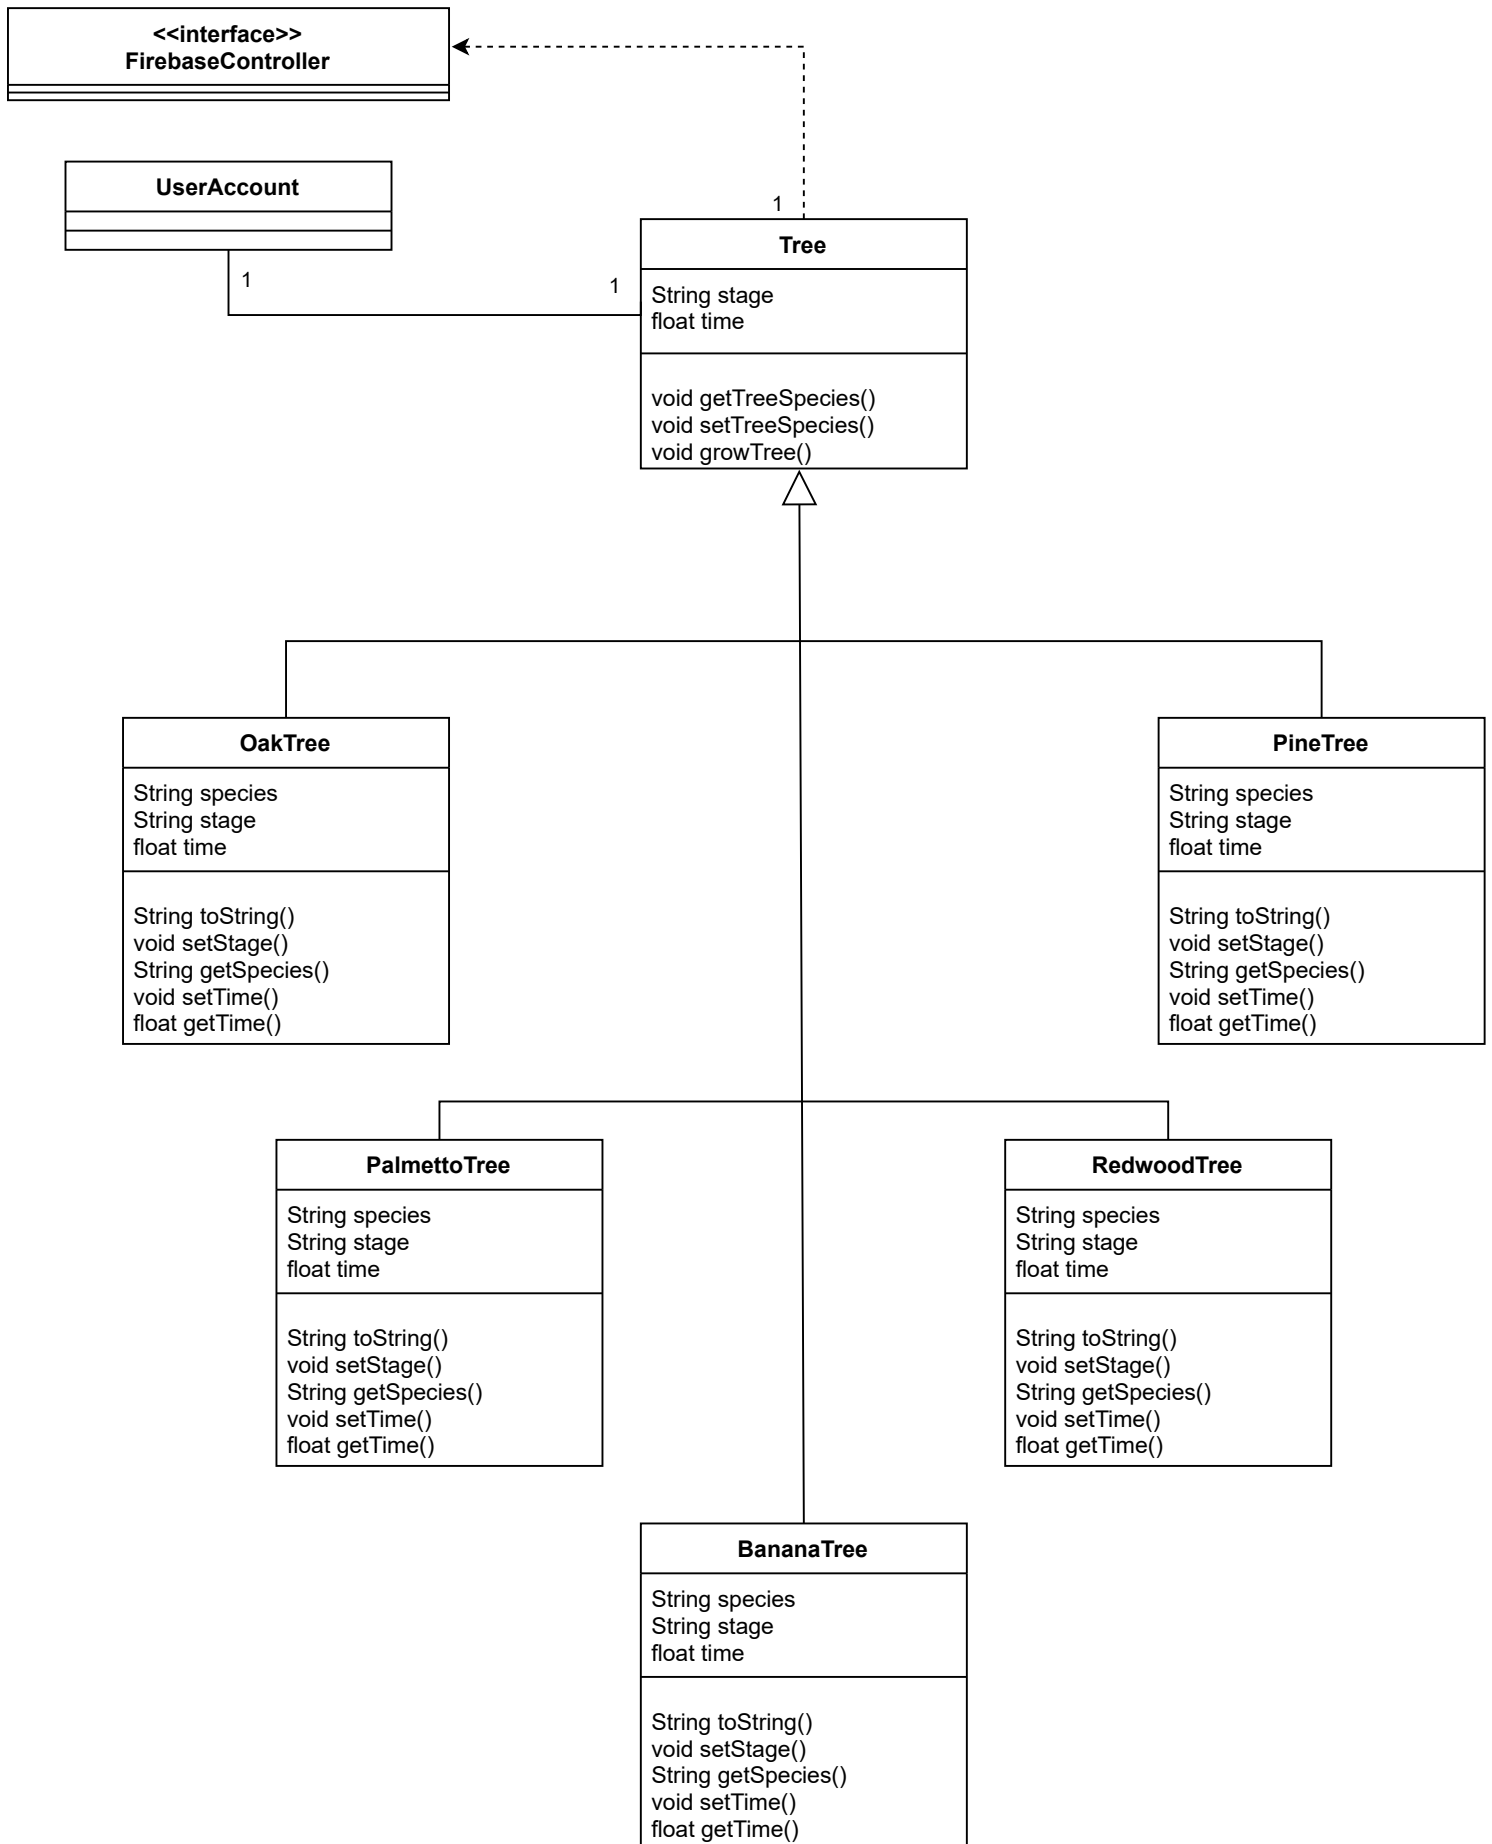 <<interface>>
FirebaseController
UserAccount
1
1
1
Tree
String stage
float time
void getTreeSpecies()
void setTreeSpecies()
void growTree()
OakTree
String species
String stage
float time
String toString()
void setStage()
String getSpecies()
void setTime()
float getTime()
PineTree
String species
String stage
float time
String toString()
void setStage()
String getSpecies()
void setTime()
float getTime()
PalmettoTree
String species
String stage
float time
String toString()
void setStage()
String getSpecies()
void setTime()
float getTime()
RedwoodTree
String species
String stage
float time
String toString()
void setStage()
String getSpecies()
void setTime()
float getTime()
BananaTree
String species
String stage
float time
String toString()
void setStage()
String getSpecies()
void setTime()
float getTime()